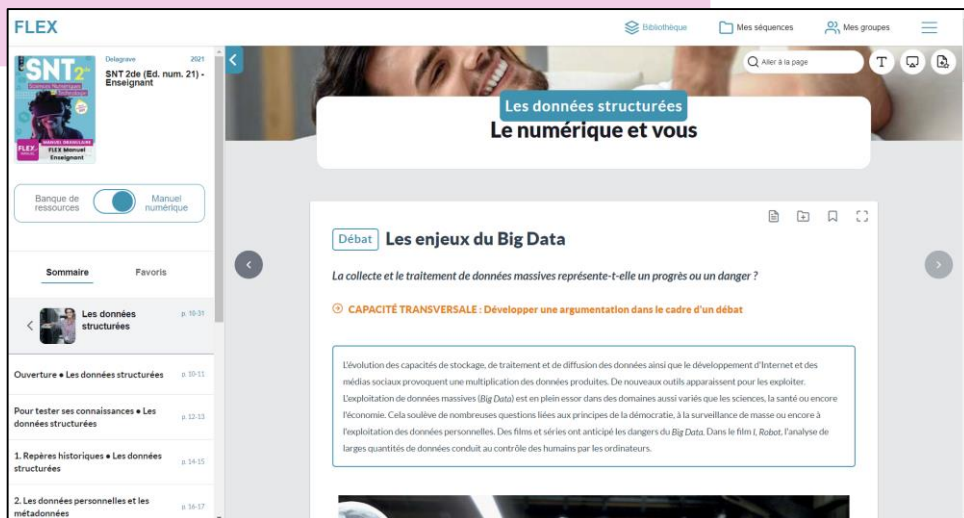 FLEX
Bibliothèque
Mes séquences
Mes groupes
Delagrave
2021
SNT 2de (Ed. num. 21) -
Enseignant
SNT 2de
Sciences Numériques
et Technologie
MANUEL OBSOLÈTE
FLEX Manuel
Enseignant
Banque de
ressources
Manuel
numérique
Sommaire
Favoris
Les données
structurées
p. 10-31
Ouverture • Les données structurées
p. 10-11
Pour tester ses connaissances • Les
données structurées
p. 12-13
1. Repères historiques • Les données
structurées
p. 14-15
2. Les données personnelles et les
métadonnées
p. 16-17
Aller à la page
T
Les données structurées
Le numérique et vous
Débat
Les enjeux du Big Data
La collecte et le traitement de données massives représente-t-elle un progrès ou un danger ?
CAPACITÉ TRANSVERSALE : Développer une argumentation dans le cadre d'un débat
L'évolution des capacités de stockage, de traitement et de diffusion des données ainsi que le développement d'Internet et des
médias sociaux provoquent une multiplication des données produites. De nouveaux outils apparaissent pour les exploiter.
L'exploitation de données massives (Big Data) est en plein essor dans des domaines aussi variés que les sciences, la santé ou encore
l'économie. Cela soulève de nombreuses questions liées aux principes de la démocratie, à la surveillance de masse ou encore à
l'exploitation des données personnelles. Des films et séries ont anticipé les dangers du Big Data. Dans le film I, Robot, l'analyse de
larges quantités de données conduit au contrôle des humains par les ordinateurs.